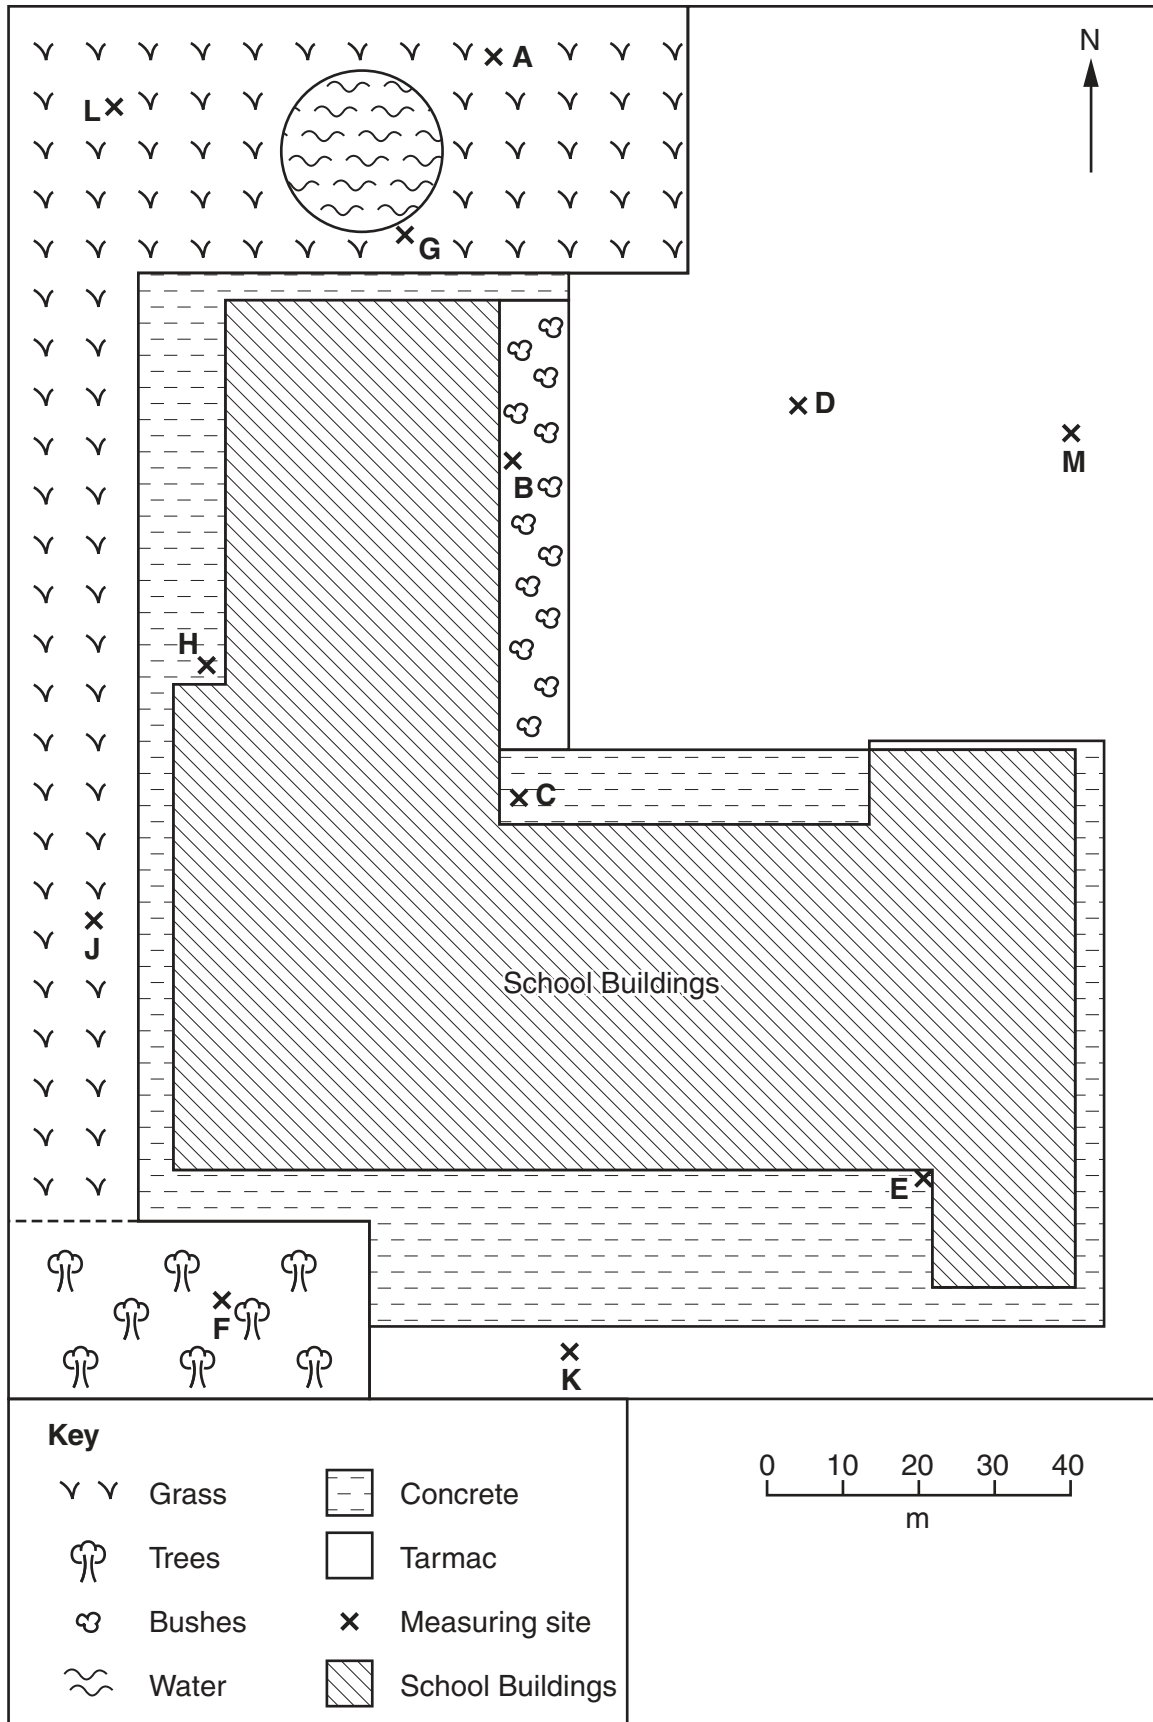 N
A
L
G
D
M
B
H
C
J
School Buildings
E
F
K
Key
Grass
Concrete
Trees
Tarmac
Bushes
Measuring site
Water
School Buildings
0 10 20 30 40
m